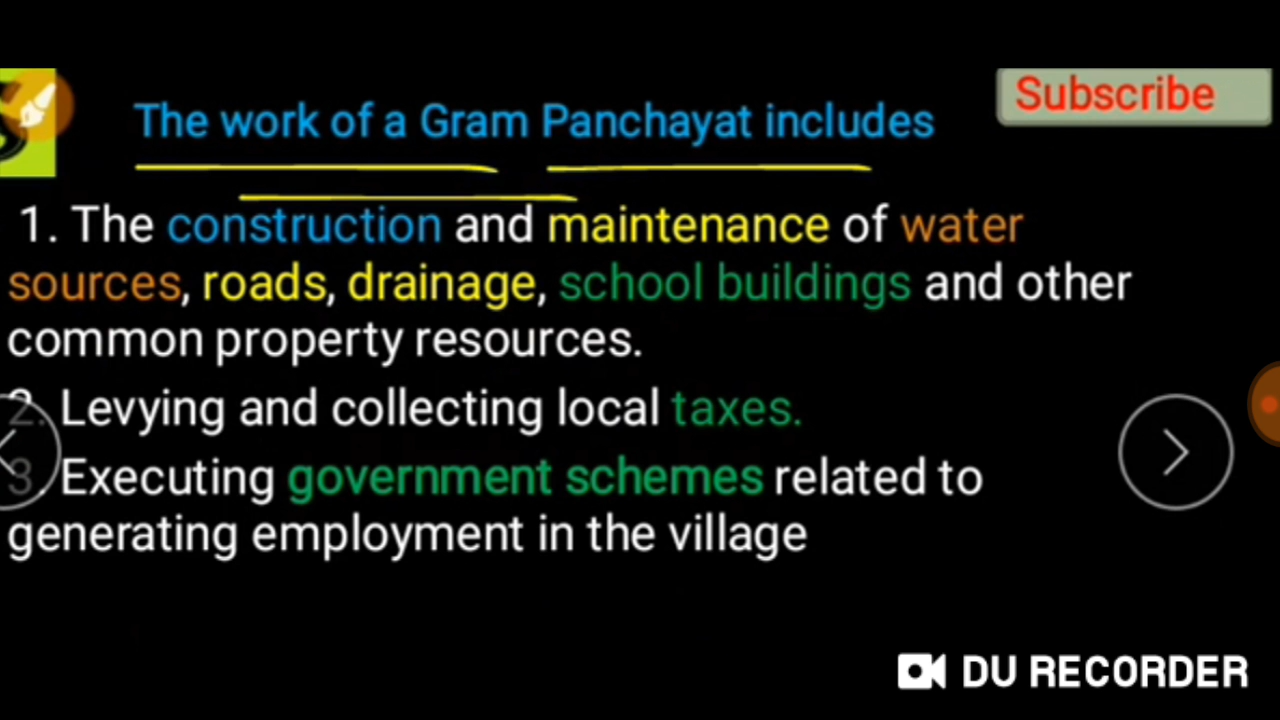 The work of a Gram Panchayat includes
Subscribe
1. The construction and maintenance of water
sources, roads, drainage, school buildings and other
common property resources.
2. Levying and collecting local taxes.
3. Executing government schemes related to
generating employment in the village
DU RECORDER